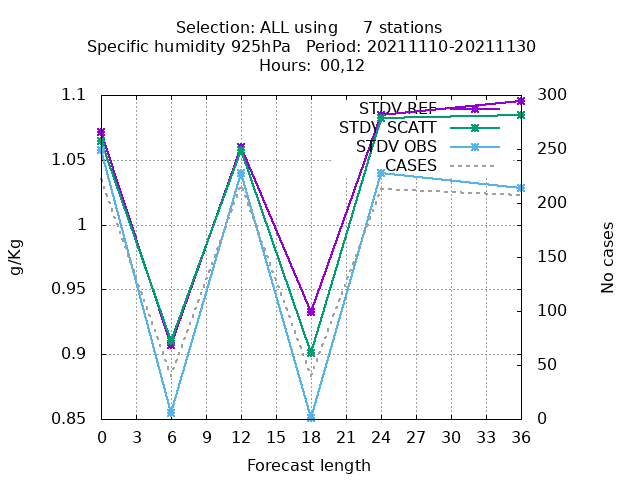 Selection: ALL using 7 stations
Specific humidity 925hPa Period: 20211110-20211130
Hours: 00,12
1.1
1.05
1
0.95
0.9
0.85
g/Kg
STDV REF
STDV SCATT
STDV OBS
CASES
300
250
200
150
100
50
0
No cases
0 3 6 9 12 15 18 21 24 27 30 33 36
Forecast length